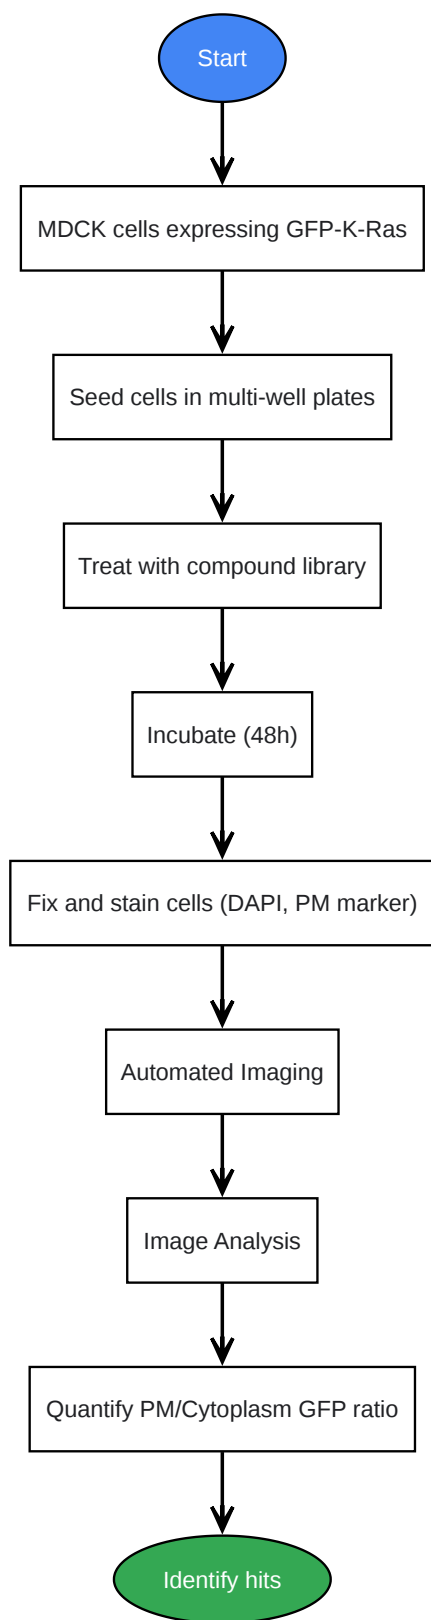 Start
MDCK cells expressing GFP-K-Ras
Seed cells in multi-well plates
Treat with compound library
Incubate (48h)
Fix and stain cells (DAPI, PM marker)
Automated Imaging
Image Analysis
Quantify PM/Cytoplasm GFP ratio
Identify hits